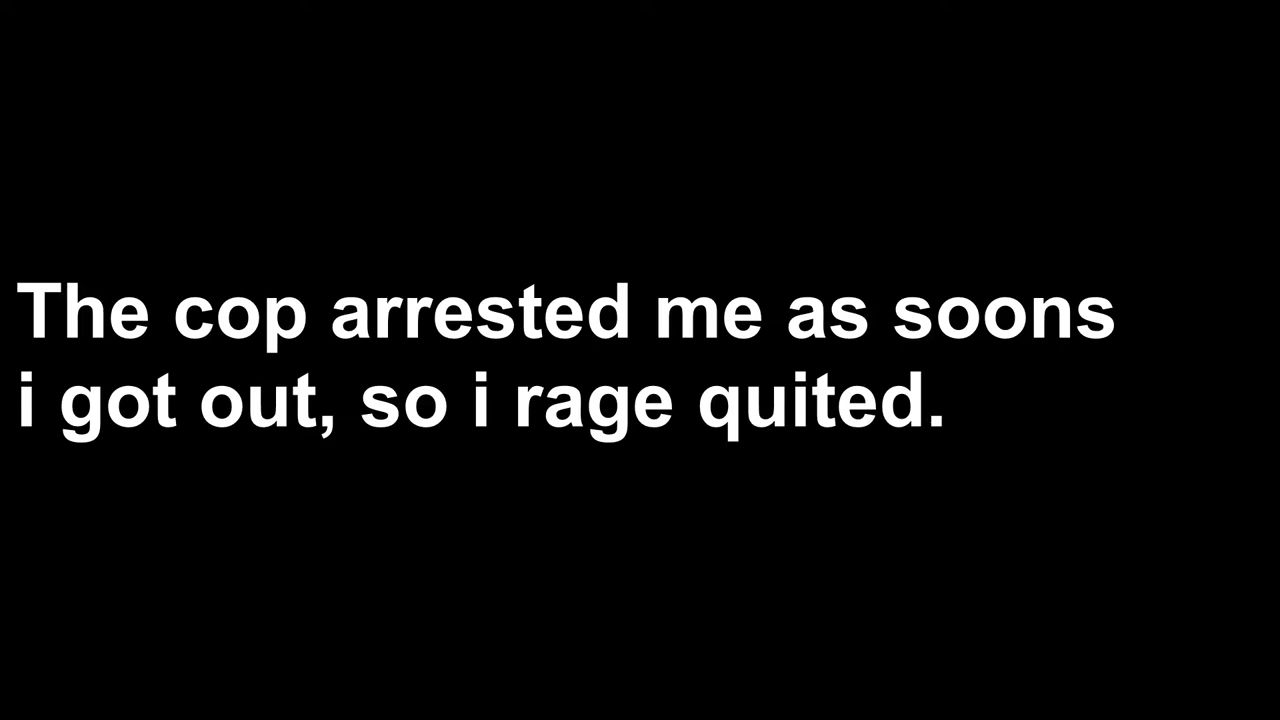 The cop arrested me as soons
i got out, so i rage quited.